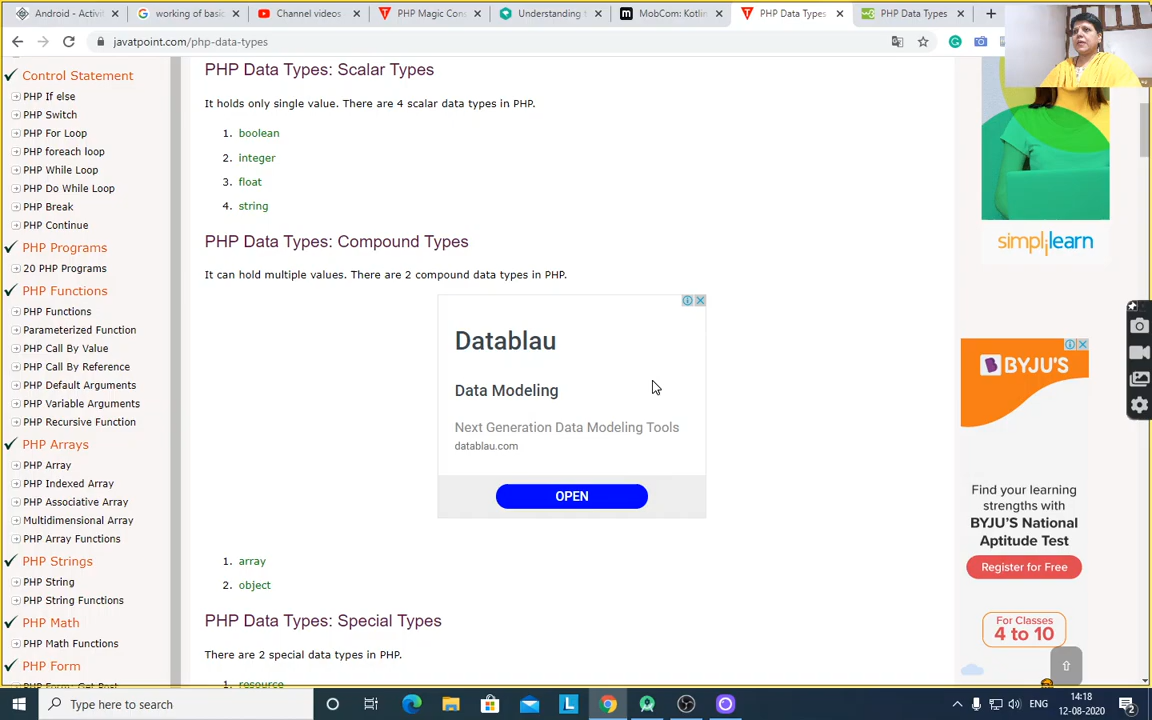 Android - Activi
working of basic
Channel videos
PHP Magic Cons
Understanding t
MobCom: Kotlin
PHP Data Types
PHP Data Types
javatpoint.com/php-data-types
Control Statement
PHP If else
PHP Switch
PHP For Loop
PHP foreach loop
PHP While Loop
PHP Do While Loop
PHP Break
PHP Continue
PHP Programs
20 PHP Programs
PHP Functions
PHP Functions
Parameterized Function
PHP Call By Value
PHP Call By Reference
PHP Default Arguments
PHP Variable Arguments
PHP Recursive Function
PHP Arrays
PHP Array
PHP Indexed Array
PHP Associative Array
Multidimensional Array
PHP Array Functions
PHP Strings
PHP String
PHP String Functions
PHP Math
PHP Math Functions
PHP Form
PHP Form: Get Post
PHP Data Types: Scalar Types
It holds only single value. There are 4 scalar data types in PHP.
1. boolean
2. integer
3. float
4. string
PHP Data Types: Compound Types
It can hold multiple values. There are 2 compound data types in PHP.
Datablau
Data Modeling
Next Generation Data Modeling Tools
datablau.com
OPEN
1. array
2. object
PHP Data Types: Special Types
There are 2 special data types in PHP.
1. resource
simplilearn
BYJU'S
Find your learning
strengths with
BYJU'S National
Aptitude Test
Register for Free
For Classes
4 to 10
Type here to search
ENG
14:18
12-08-2020
2